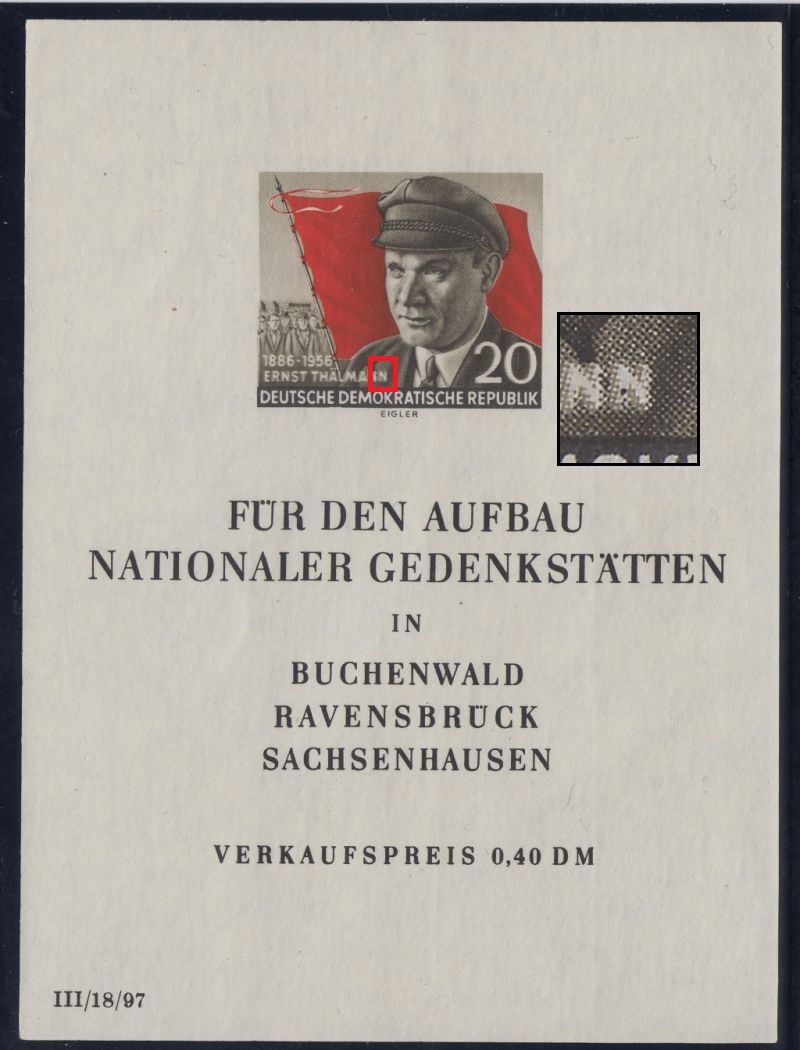 1886-1956
ERNST THÄLMANN
20
DEUTSCHE DEMOKRATISCHE REPUBLIK
EIGLER
NN
FÜR DEN AUFBAU
NATIONALER GEDENKSTÄTTEN
IN
BUCHENWALD
RAVENSBRÜCK
SACHSENHAUSEN
VERKAUFSPREIS 0,40 DM
III/18/97